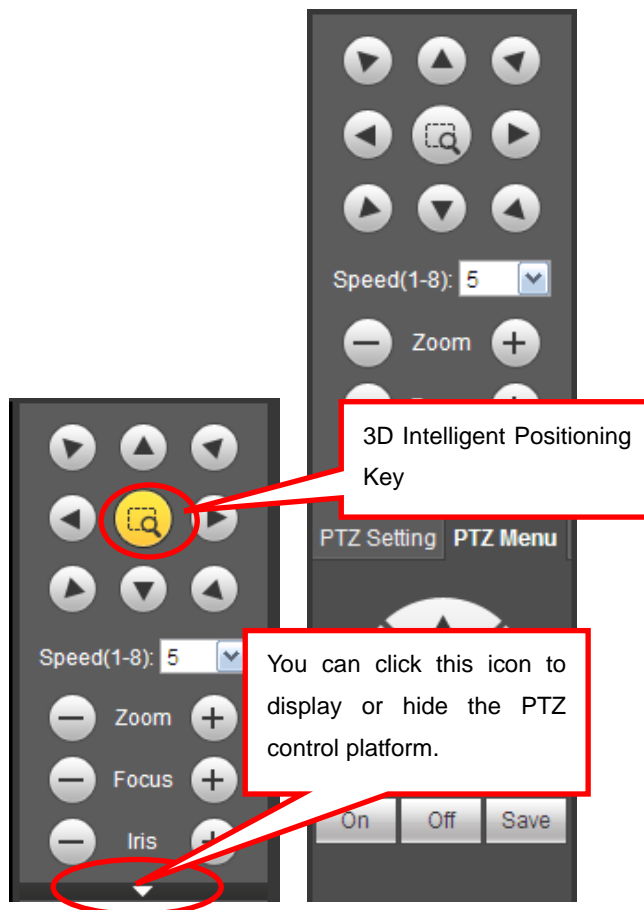 Speed(1-8): 5
Zoom
3D Intelligent Positioning
Key
PTZ Setting PTZ Menu
Speed(1-8): 5
Zoom
Focus
Iris
You can click this icon to
display or hide the PTZ
control platform.
On Off Save